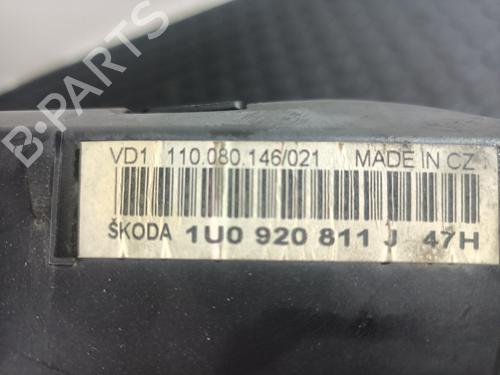 VD1 110.080.146/021 MADE IN CZ
ŠKODA 1U0 920 811 J 47H
B-PARTS